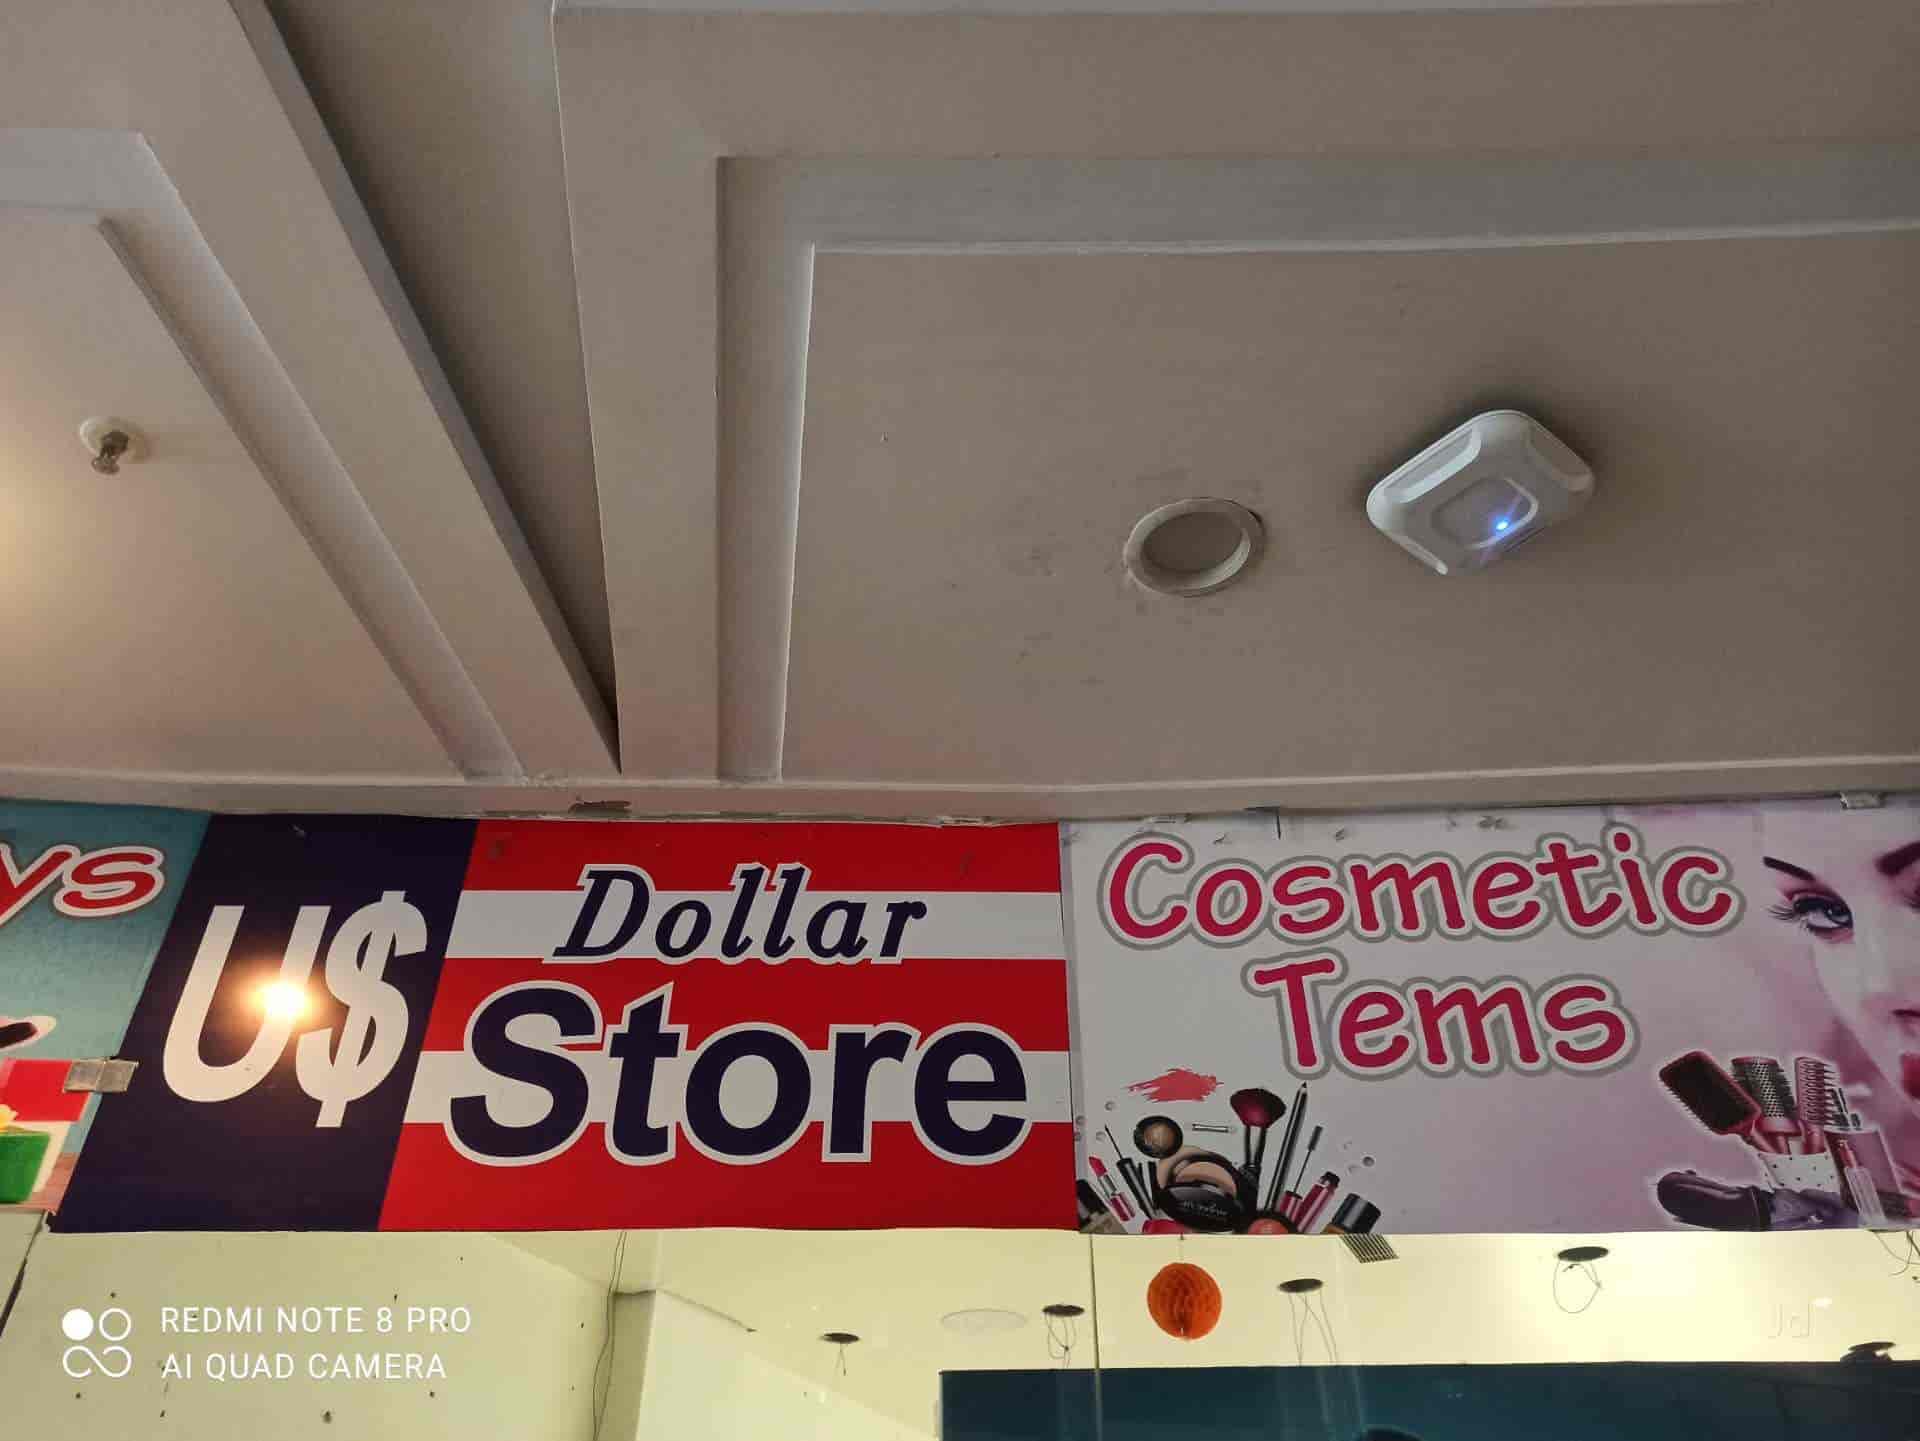 ys
U$
Dollar
Store
Cosmetic
Tems
REDMI NOTE 8 PRO
AI QUAD CAMERA